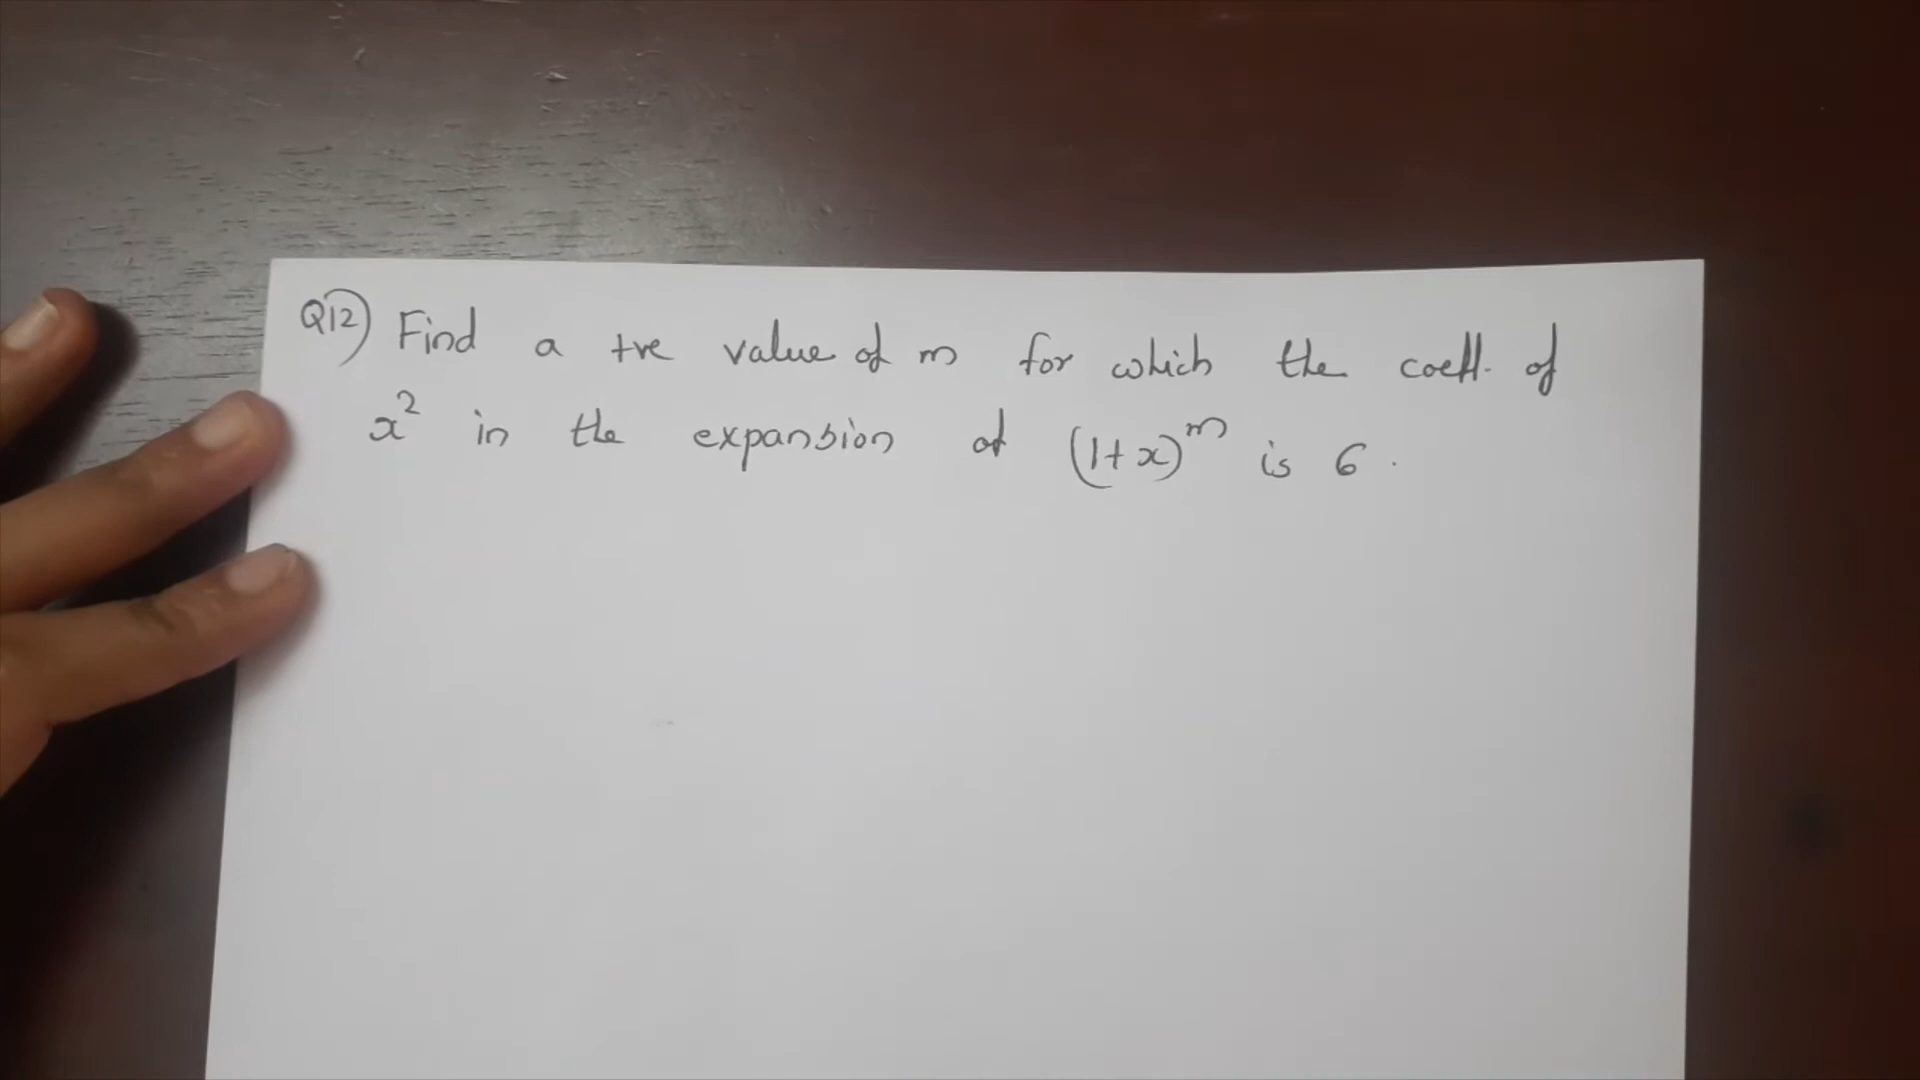 Q12) Find a +ve value of m for which the coeff. of
x² in the expansion of (1+x)ᵐ is 6.